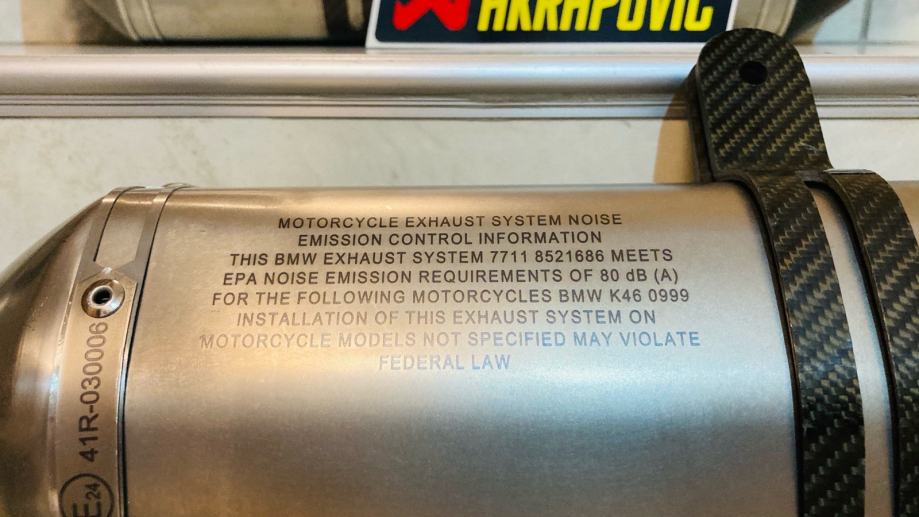 AKRAPOVIČ
MOTORCYCLE EXHAUST SYSTEM NOISE
EMISSION CONTROL INFORMATION
THIS BMW EXHAUST SYSTEM 7711 8521686 MEETS
EPA NOISE EMISSION REQUIREMENTS OF 80 dB (A)
FOR THE FOLLOWING MOTORCYCLES BMW K46 0999
INSTALLATION OF THIS EXHAUST SYSTEM ON
MOTORCYCLE MODELS NOT SPECIFIED MAY VIOLATE
FEDERAL LAW
41R-030006
E24